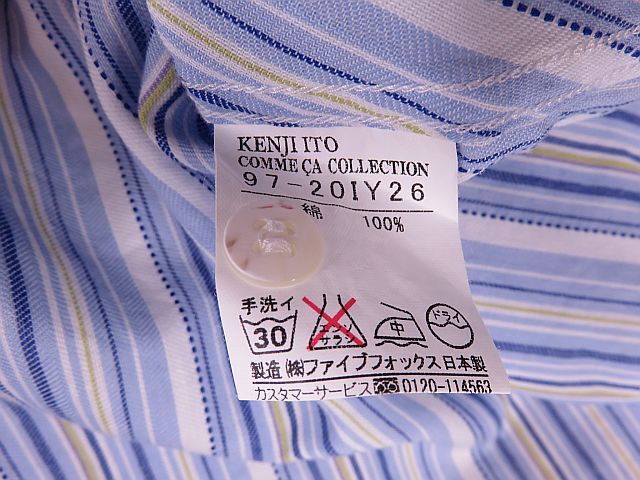 KENJI ITO
COMME ÇA COLLECTION
97-20IY26
綿 100%
手洗イ
30 エンソ サラシ 中 ドライ
製造 (株)ファイブフォックス 日本製
カスタマーサービス 0120-114563